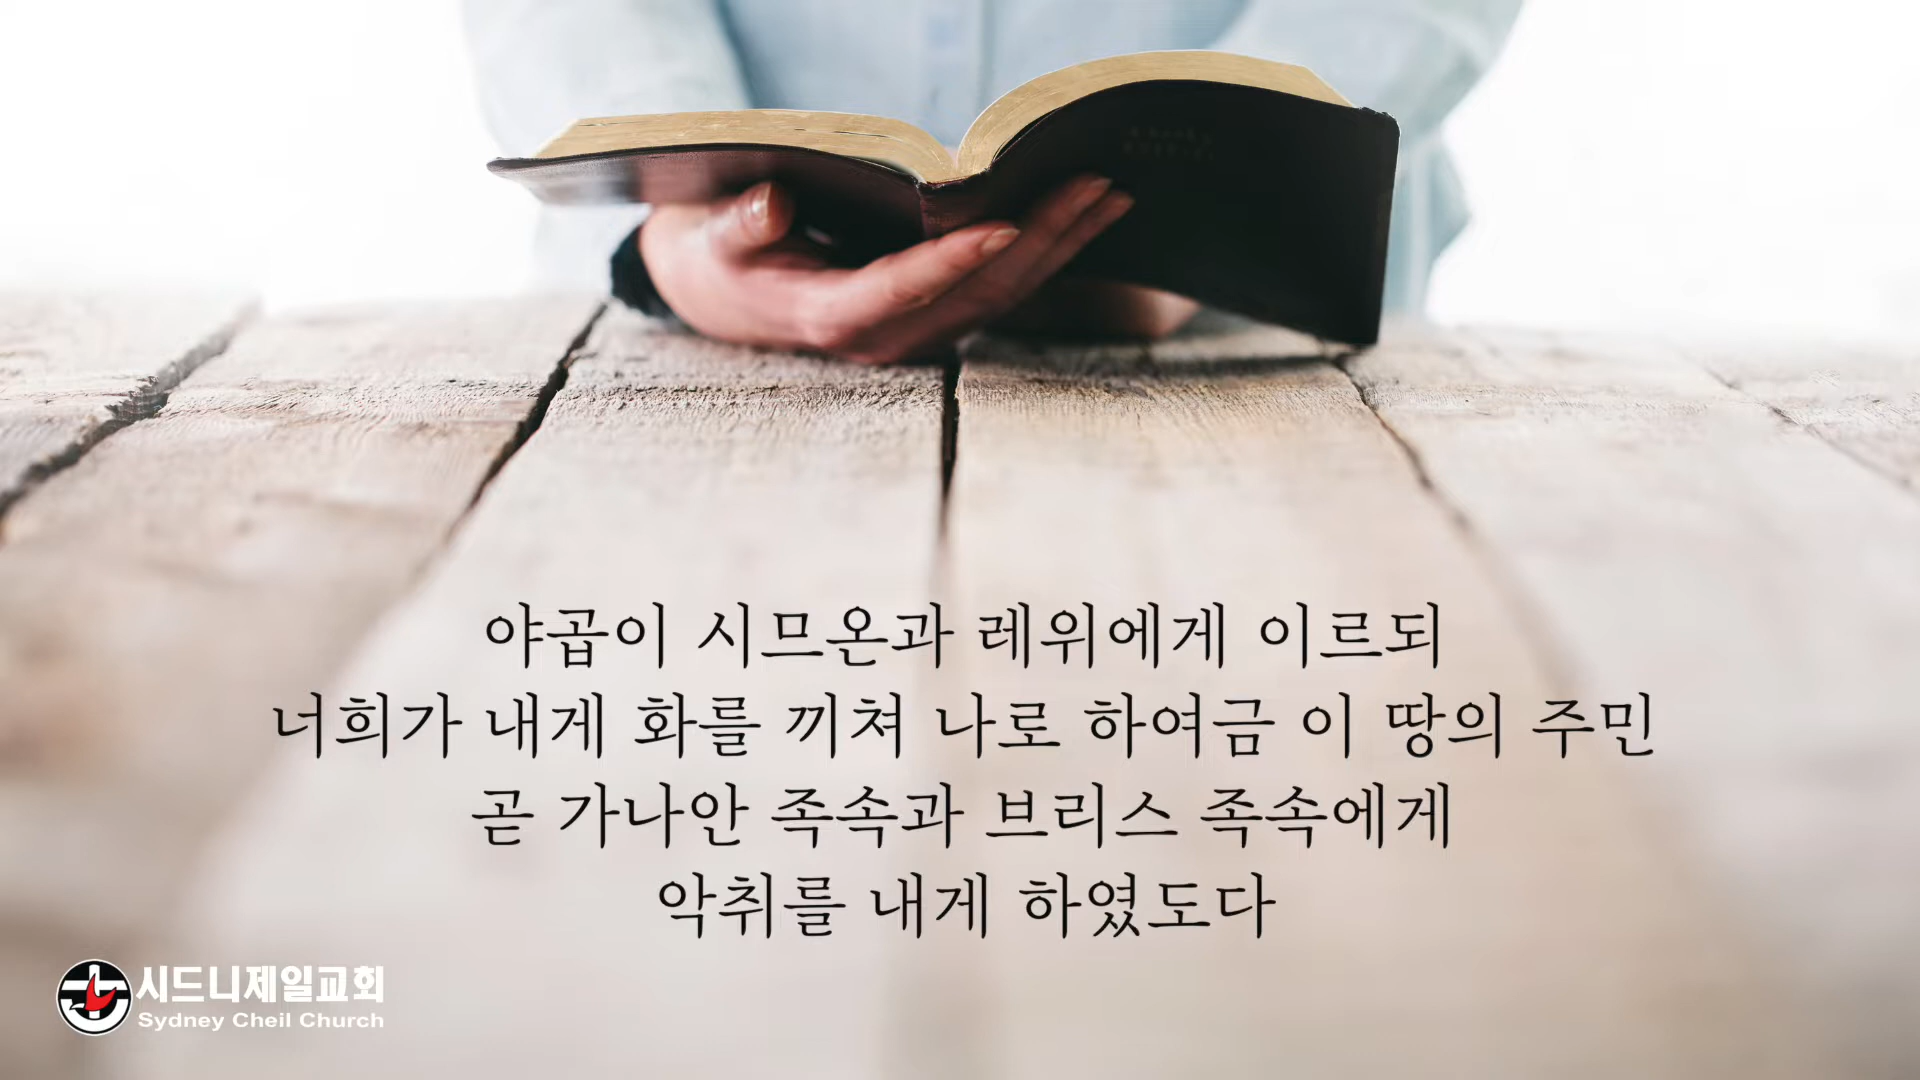 야곱이 시므온과 레위에게 이르되
너희가 내게 화를 끼쳐 나로 하여금 이 땅의 주민
곧 가나안 족속과 브리스 족속에게
악취를 내게 하였도다
시드니제일교회
Sydney Cheil Church